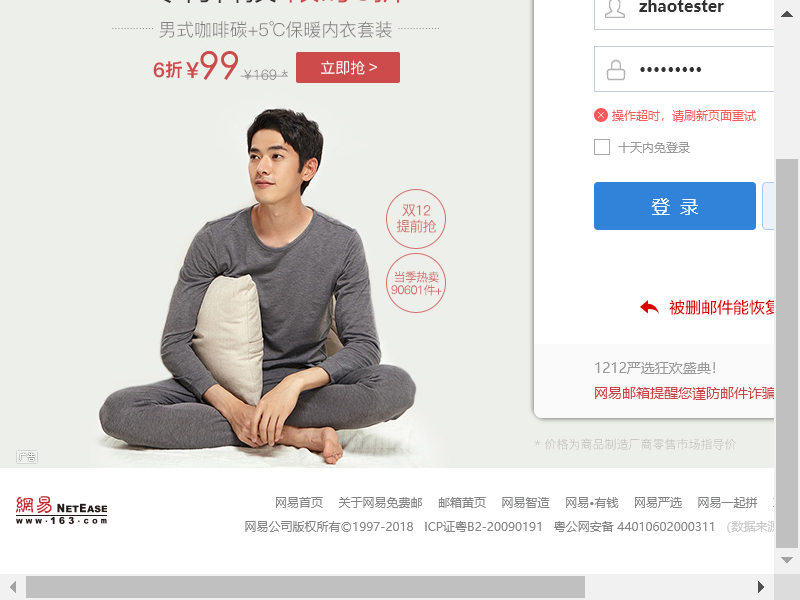 男式咖啡碳+5℃保暖内衣套装
6折 ¥99 ¥169 * 立即抢 >
双12
提前抢
当季热卖
90601件+
广告
zhaotester
•••••••••
操作超时，请刷新页面重试
十天内免登录
登 录
被删邮件能恢复
1212严选狂欢盛典！
网易邮箱提醒您谨防邮件诈骗
* 价格为商品制造厂商零售市场指导价
網易 NETEASE
www.163.com
网易首页 关于网易免费邮 邮箱黄页 网易智造 网易•有钱 网易严选 网易一起拼
网易公司版权所有©1997-2018 ICP证粤B2-20090191 粤公网安备 44010602000311 (数据来源